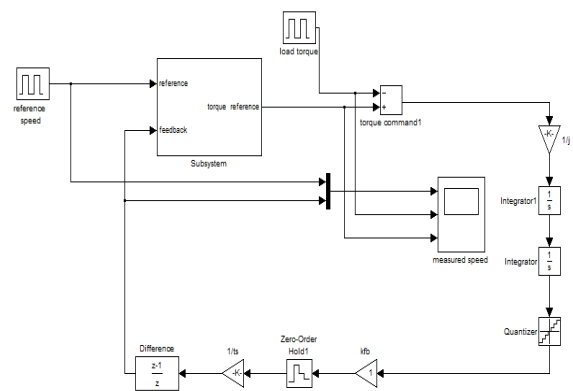 load torque
reference
speed
reference
torque reference
feedback
Subsystem
−
+
torque command1
-K-
1/j
measured speed
Integrator1
1
s
Integrator
1
s
Quantizer
Difference
z-1
z
1/ts
-K-
Zero-Order
Hold1
kfb
1